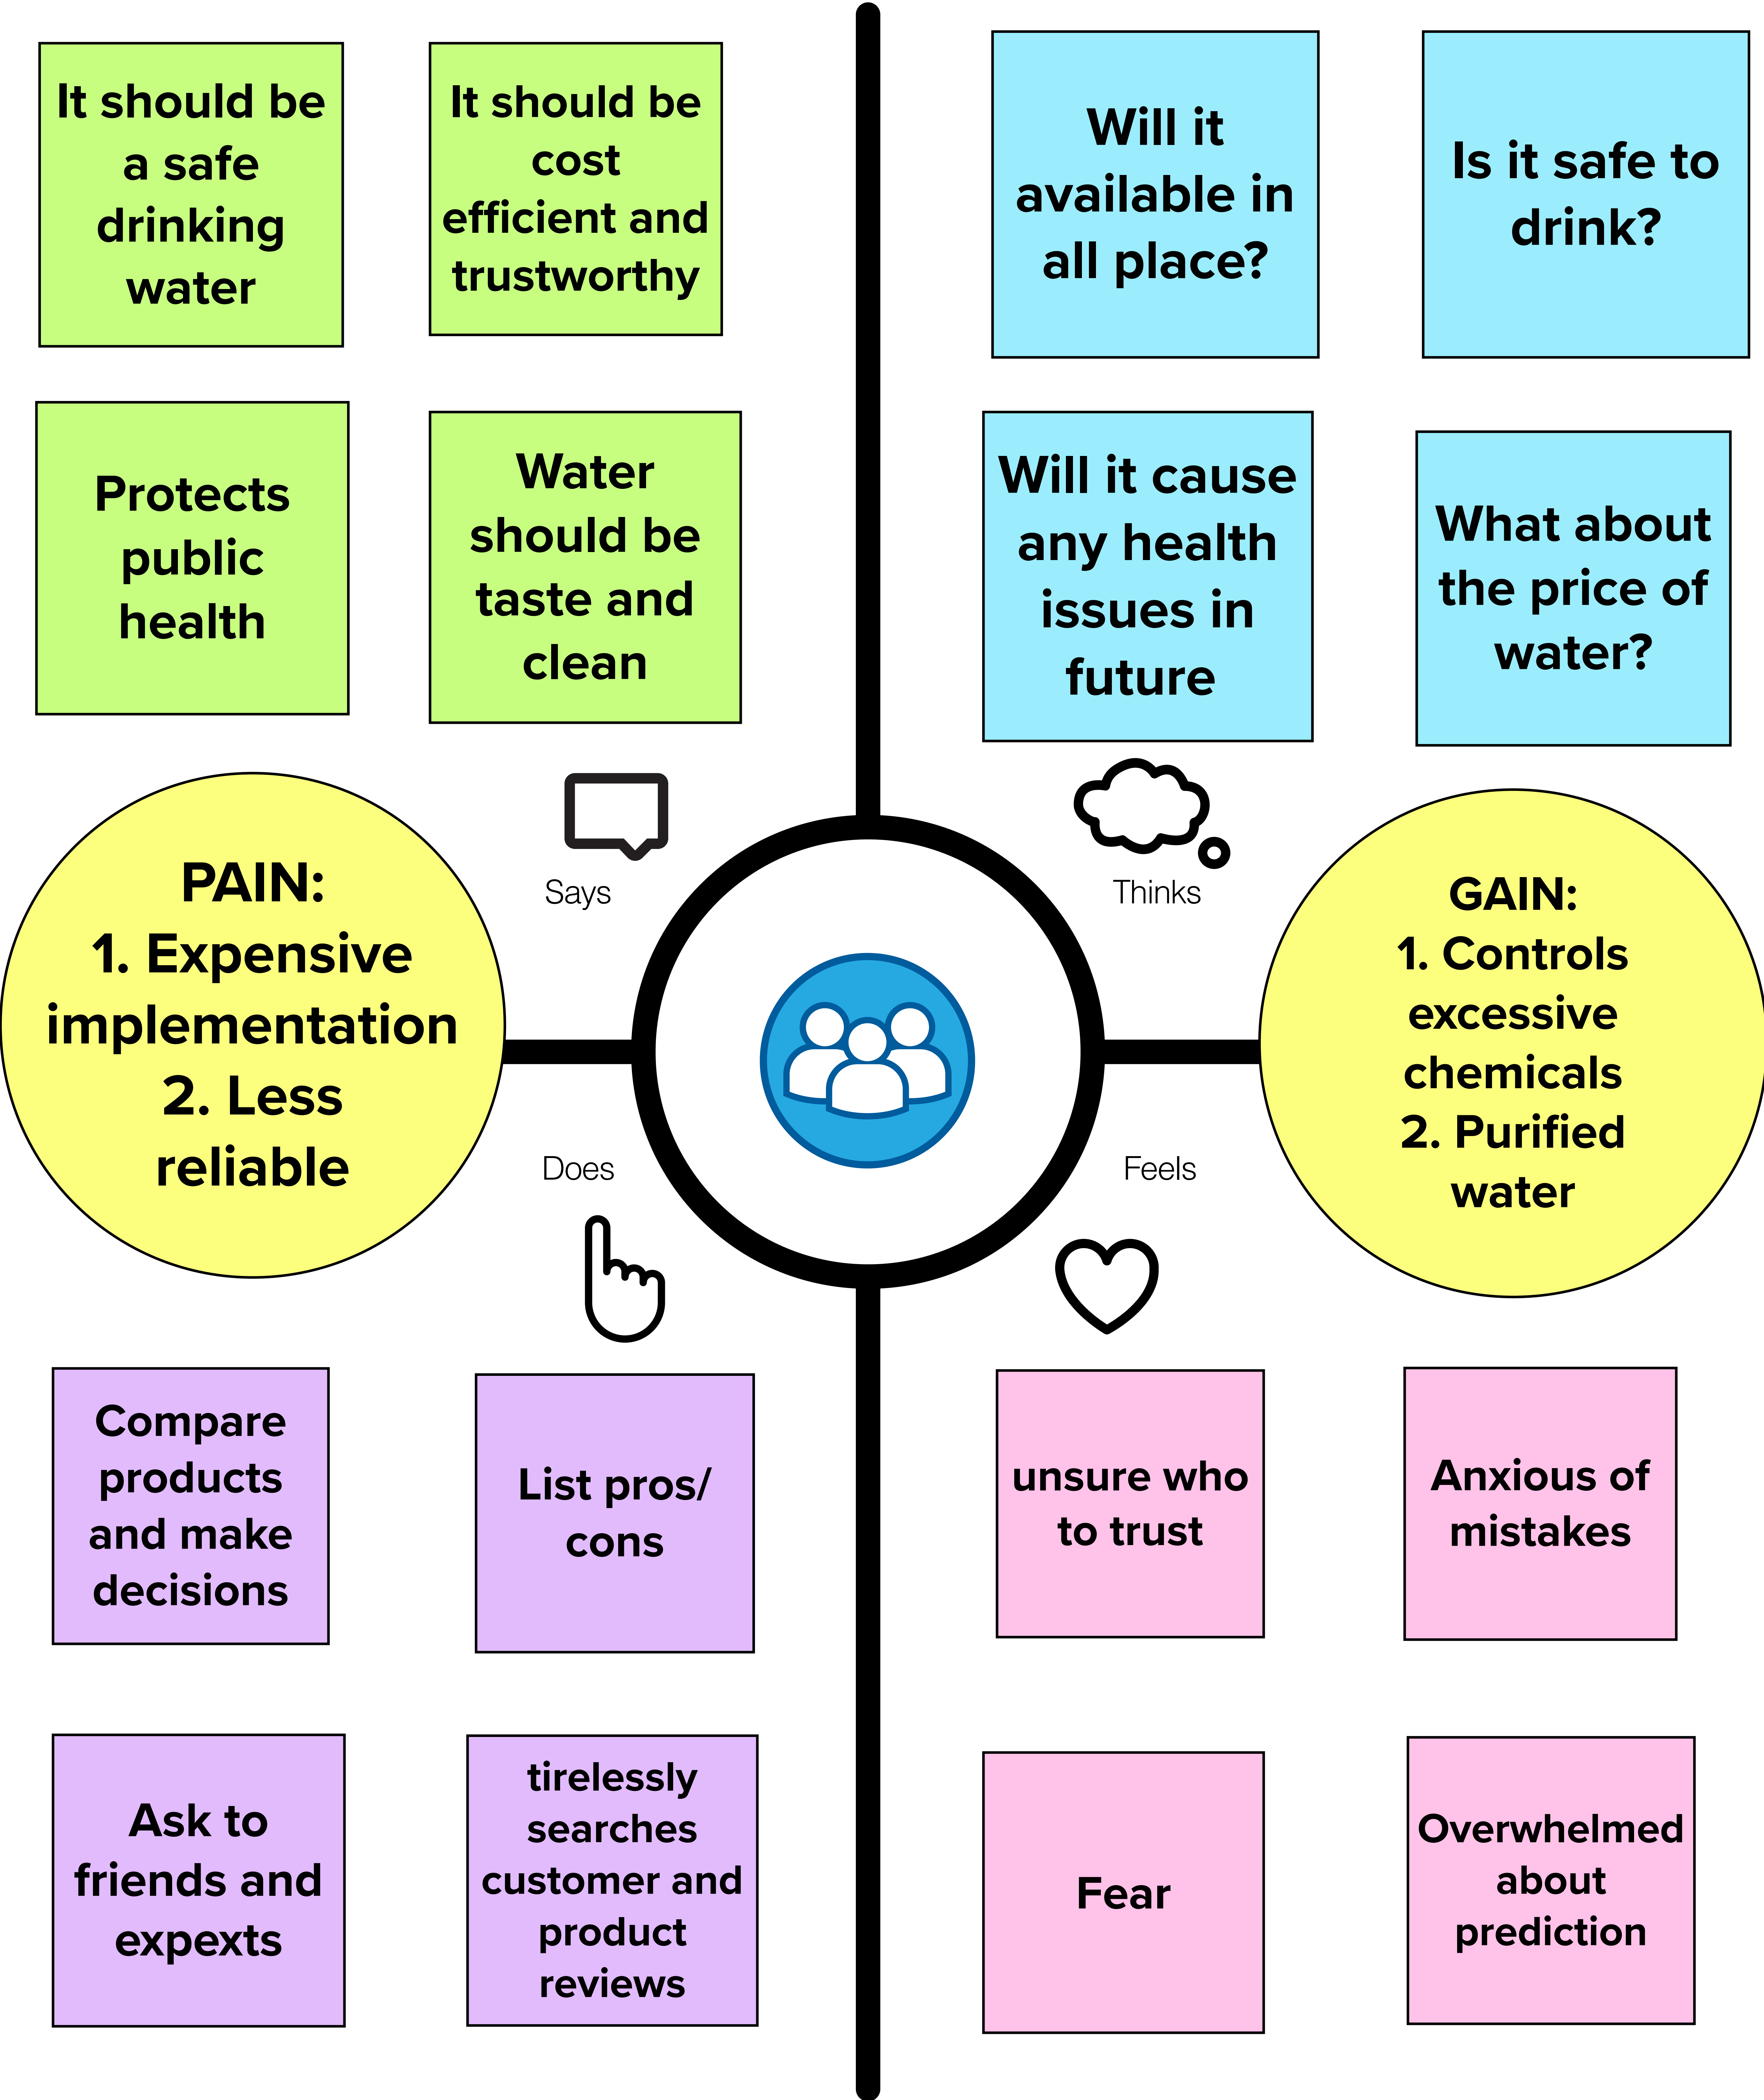 It should be
a safe
drinking
water
It should be
cost
efficient and
trustworthy
Will it
available in
all place?
Is it safe to
drink?
Protects
public
health
Water
should be
taste and
clean
Will it cause
any health
issues in
future
What about
the price of
water?
Says
Thinks
PAIN:
1. Expensive
implementation
2. Less
reliable
GAIN:
1. Controls
excessive
chemicals
2. Purified
water
Does
Feels
Compare
products
and make
decisions
List pros/
cons
unsure who
to trust
Anxious of
mistakes
Ask to
friends and
expexts
tirelessly
searches
customer and
product
reviews
Fear
Overwhelmed
about
prediction